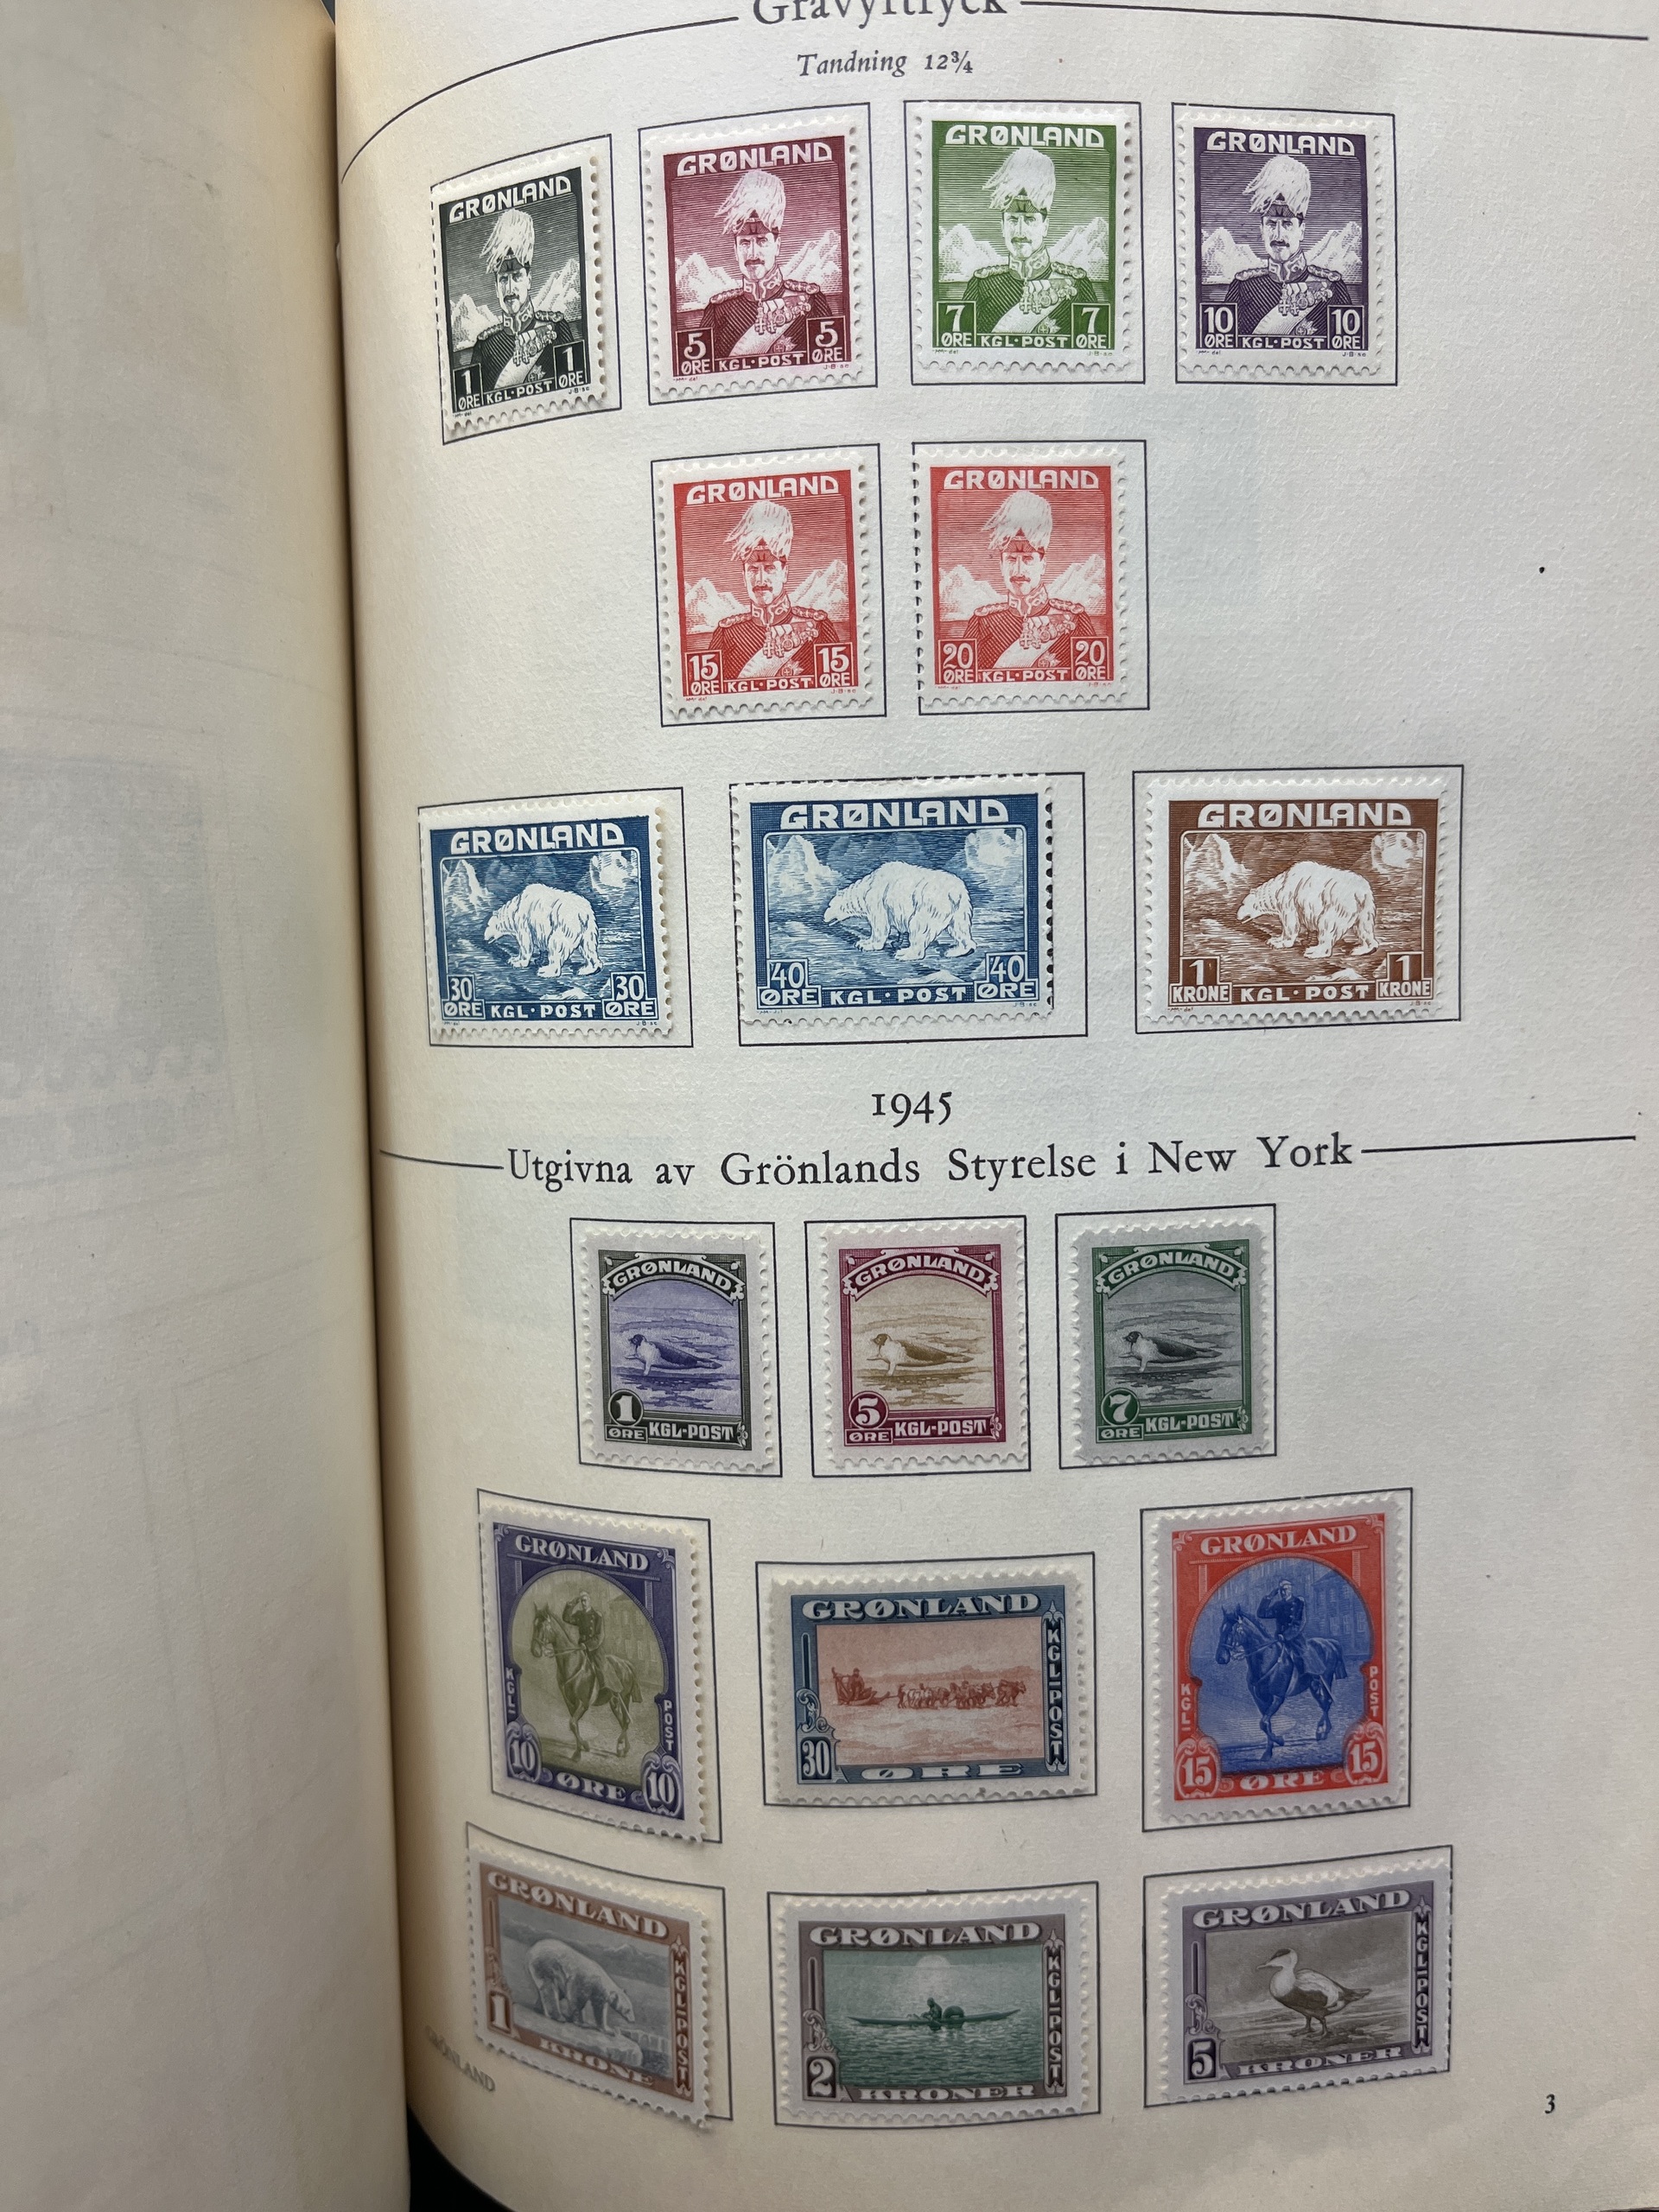 Gravyrtryck
Tandning 12¾
GRØNLAND
1 1
ØRE KGL·POST ØRE
GRØNLAND
5 5
ØRE KGL·POST ØRE
GRØNLAND
7 7
ØRE KGL·POST ØRE
GRØNLAND
10 10
ØRE KGL·POST ØRE
GRØNLAND
15 15
ØRE KGL·POST ØRE
GRØNLAND
20 20
ØRE KGL·POST ØRE
GRØNLAND
30 30
ØRE KGL·POST ØRE
GRØNLAND
40 40
ØRE KGL·POST ØRE
GRØNLAND
1 1
KRONE KGL·POST KRONE
1945
Utgivna av Grönlands Styrelse i New York
GRØNLAND
1
ØRE KGL-POST
GRØNLAND
5
ØRE KGL-POST
GRØNLAND
7
ØRE KGL-POST
GRØNLAND
KGL- POST
10 ØRE 10
GRØNLAND
KGL-POST
30 ØRE
GRØNLAND
KGL- POST
15 ØRE 15
GRØNLAND
KGL-POST
1 KRONE
GRØNLAND
KGL-POST
2 KRONER
GRØNLAND
KGL-POST
5 KRONER
GRÖNLAND
3